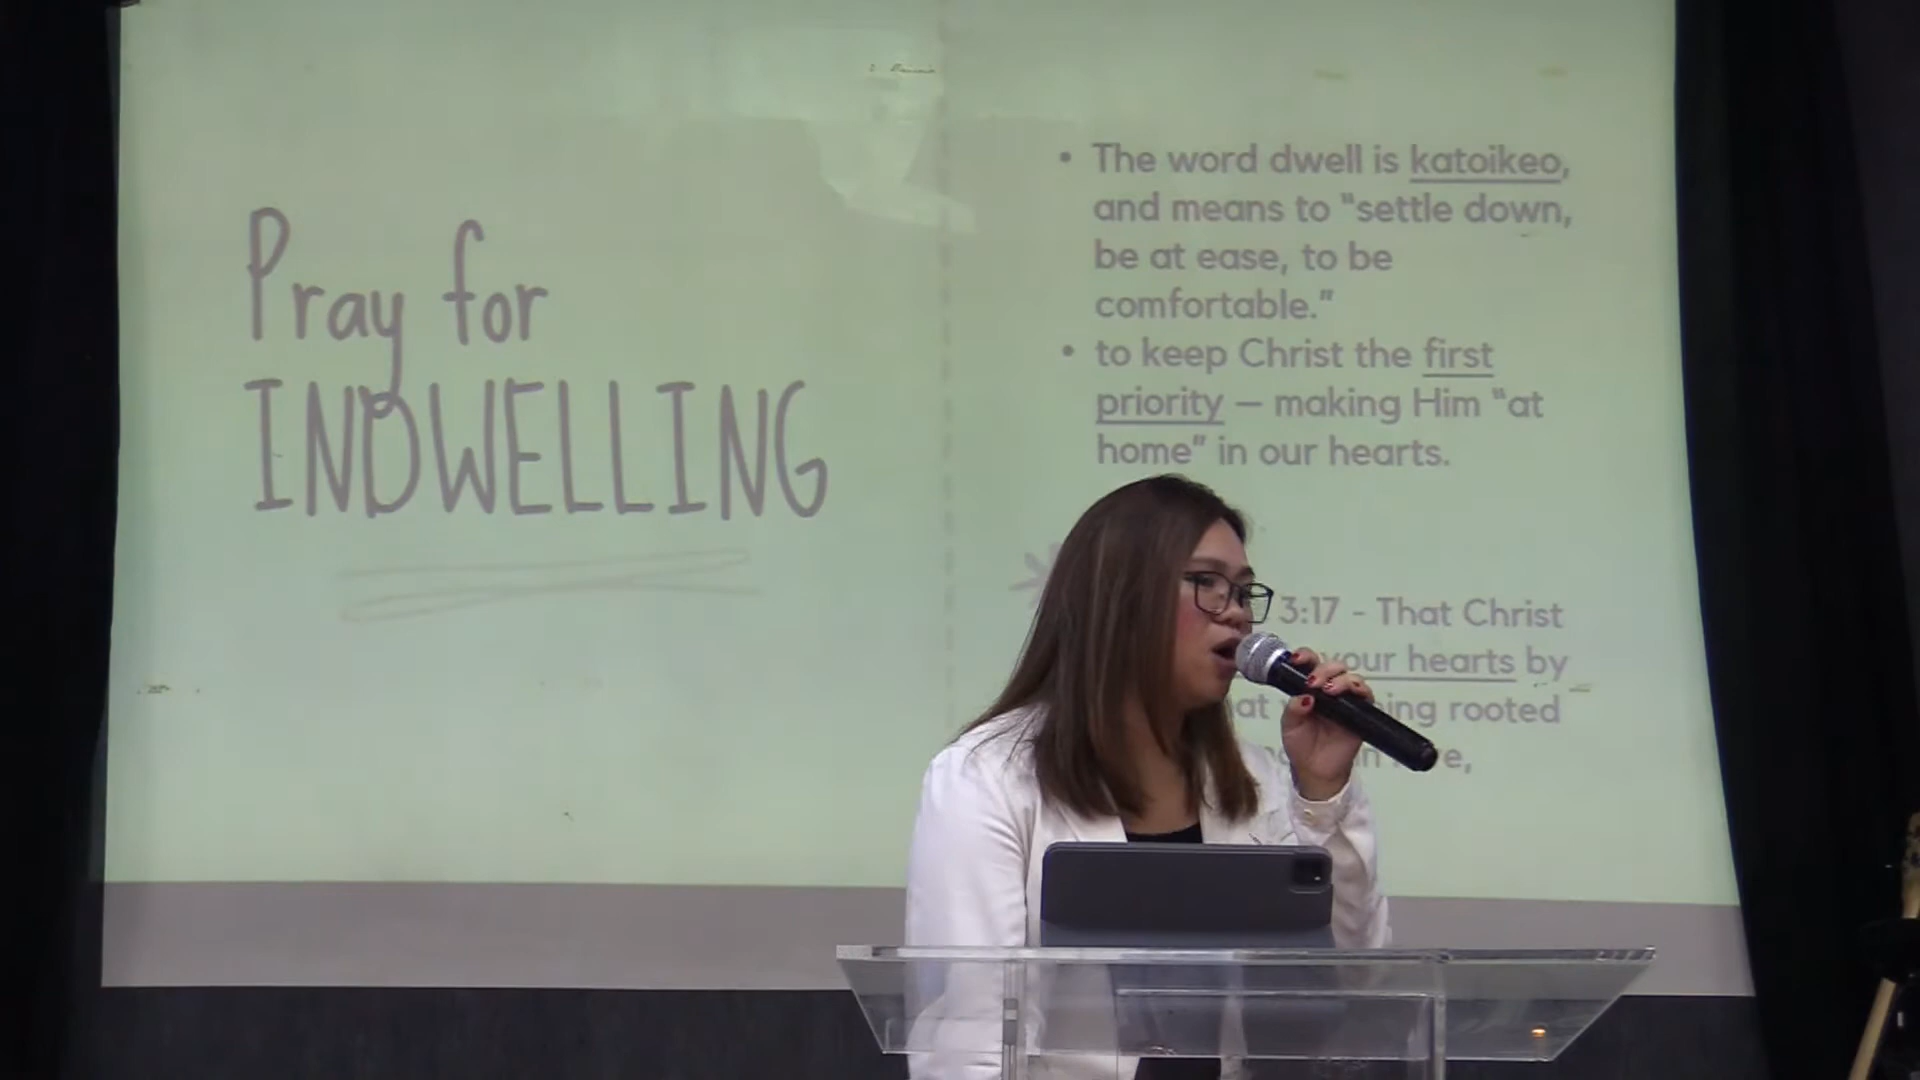 Pray for
INDWELLING
• The word dwell is katoikeo,
and means to "settle down,
be at ease, to be
comfortable."
• to keep Christ the first
priority — making Him "at
home" in our hearts.
3:17 - That Christ
your hearts by
rooted